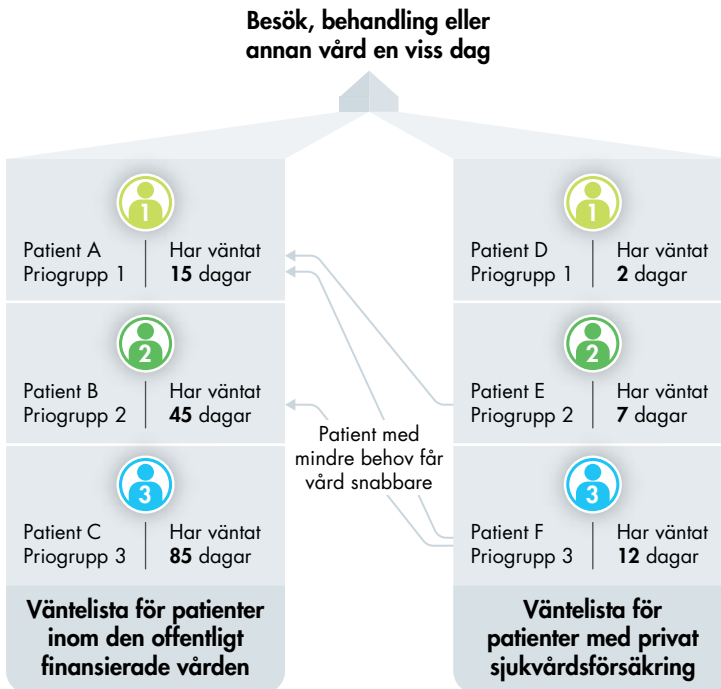 Besök, behandling eller
annan vård en viss dag
1
Patient A
Priogrupp 1
Har väntat
15 dagar
2
Patient B
Priogrupp 2
Har väntat
45 dagar
3
Patient C
Priogrupp 3
Har väntat
85 dagar
Väntelista för patienter
inom den offentligt
finansierade vården
Patient med
mindre behov får
vård snabbare
1
Patient D
Priogrupp 1
Har väntat
2 dagar
2
Patient E
Priogrupp 2
Har väntat
7 dagar
3
Patient F
Priogrupp 3
Har väntat
12 dagar
Väntelista för
patienter med privat
sjukvårdsförsäkring